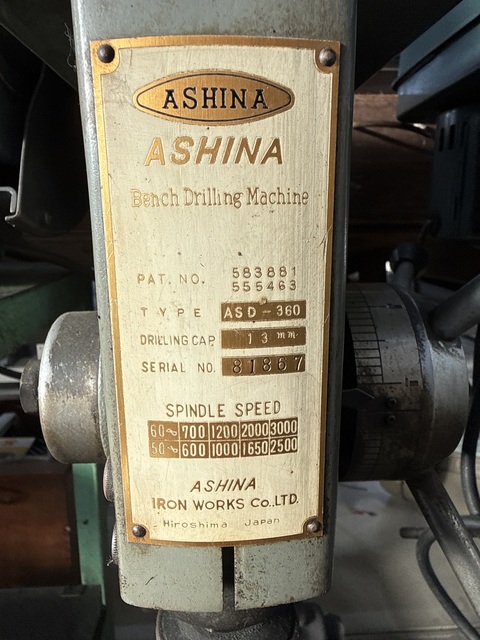 ASHINA
ASHINA
Bench Drilling Machine
PAT. NO. 583881
555463
TYPE ASD-360
DRILLING CAP. 13 mm
SERIAL NO. 81867
SPINDLE SPEED
60~ 700 1200 2000 3000
50~ 600 1000 1650 2500
ASHINA
IRON WORKS Co.LTD.
Hiroshima Japan